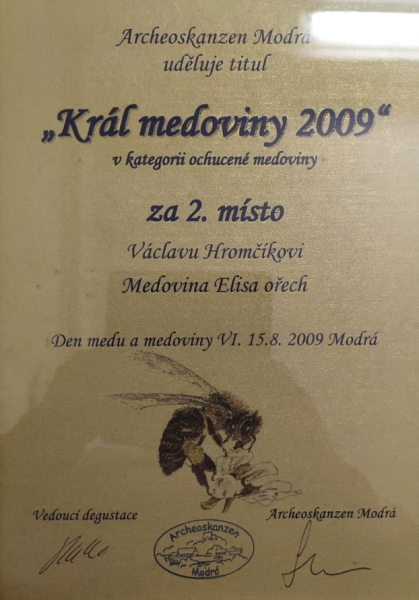 Archeoskanzen Modrá
uděluje titul
„Král medoviny 2009“
v kategorii ochucené medoviny
za 2. místo
Václavu Hromčíkovi
Medovina Elisa ořech
Den medu a medoviny VI. 15.8. 2009 Modrá
Vedoucí degustace
Archeoskanzen Modrá
Archeoskanzen
Modrá